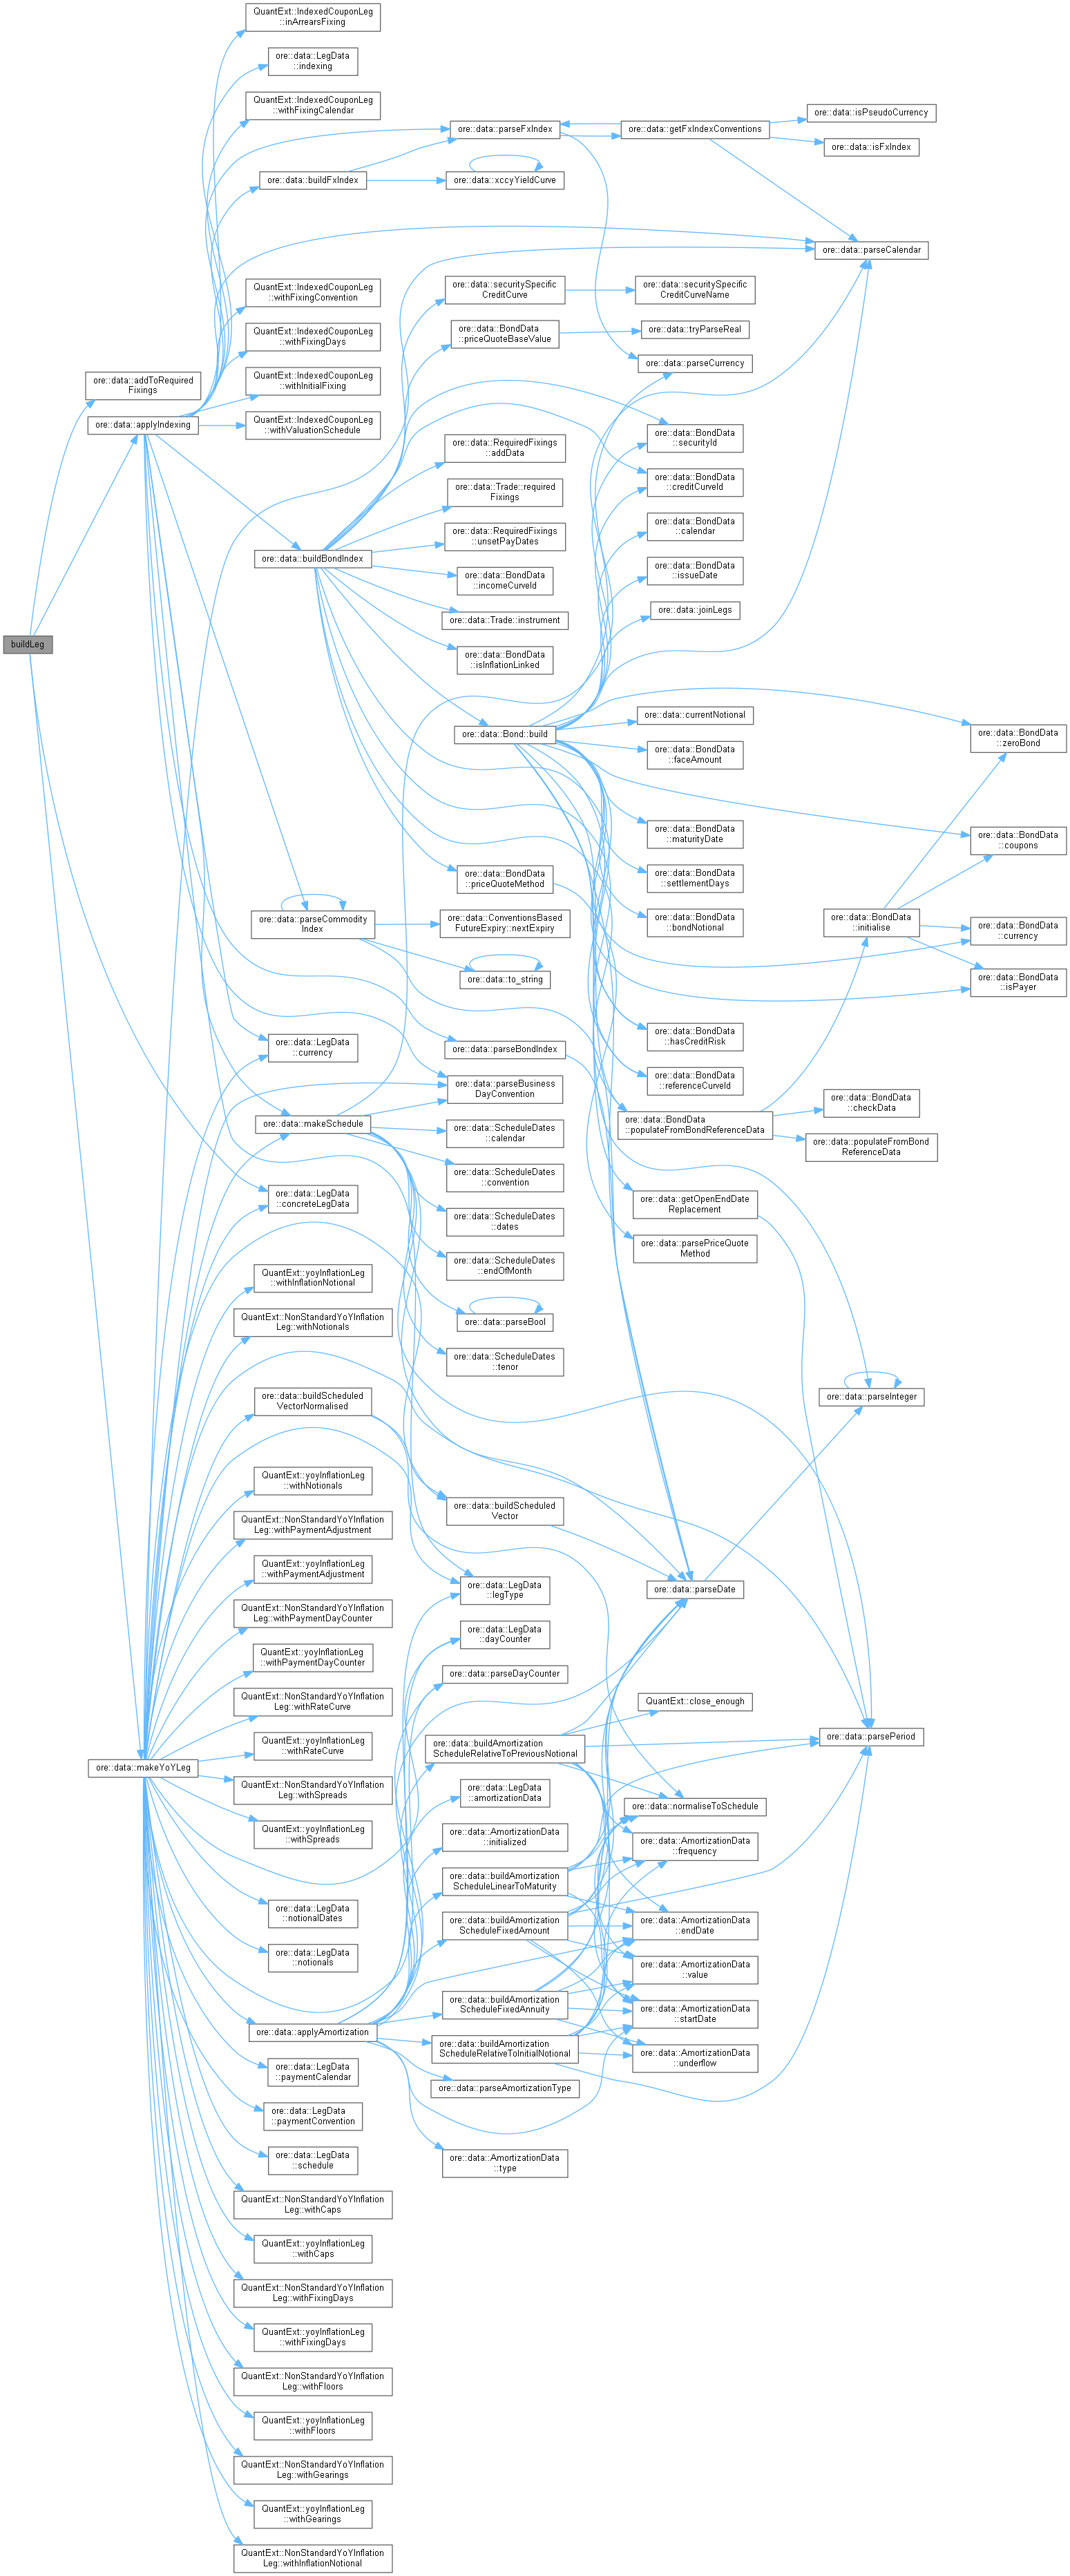 QuantExt::IndexedCouponLeg
::inArrearsFixing
ore::data::LegData
::indexing
QuantExt::IndexedCouponLeg
::withFixingCalendar
ore::data::parseFxIndex
ore::data::getFxIndexConventions
ore::data::isPseudoCurrency
ore::data::isFxIndex
ore::data::buildFxIndex
ore::data::xccyYieldCurve
ore::data::parseCalendar
QuantExt::IndexedCouponLeg
::withFixingConvention
ore::data::securitySpecific
CreditCurve
ore::data::securitySpecific
CreditCurveName
QuantExt::IndexedCouponLeg
::withFixingDays
ore::data::BondData
::priceQuoteBaseValue
ore::data::tryParseReal
ore::data::parseCurrency
ore::data::addToRequired
Fixings
QuantExt::IndexedCouponLeg
::withInitialFixing
ore::data::applyIndexing
QuantExt::IndexedCouponLeg
::withValuationSchedule
ore::data::BondData
::securityId
ore::data::RequiredFixings
::addData
ore::data::BondData
::creditCurveId
ore::data::Trade::required
Fixings
ore::data::BondData
::calendar
ore::data::RequiredFixings
::unsetPayDates
ore::data::buildBondIndex
ore::data::BondData
::incomeCurveId
ore::data::BondData
::issueDate
ore::data::Trade::instrument
ore::data::joinLegs
buildLeg
ore::data::BondData
::isInflationLinked
ore::data::Bond::build
ore::data::currentNotional
ore::data::BondData
::zeroBond
ore::data::BondData
::faceAmount
ore::data::BondData
::maturityDate
ore::data::BondData
::coupons
ore::data::BondData
::priceQuoteMethod
ore::data::BondData
::settlementDays
ore::data::parseCommodity
Index
ore::data::ConventionsBased
FutureExpiry::nextExpiry
ore::data::BondData
::bondNotional
ore::data::BondData
::initialise
ore::data::BondData
::currency
ore::data::to_string
ore::data::BondData
::isPayer
ore::data::LegData
::currency
ore::data::parseBondIndex
ore::data::BondData
::hasCreditRisk
ore::data::parseBusiness
DayConvention
ore::data::BondData
::referenceCurveId
ore::data::BondData
::checkData
ore::data::makeSchedule
ore::data::ScheduleDates
::calendar
ore::data::BondData
::populateFromBondReferenceData
ore::data::populateFromBond
ReferenceData
ore::data::ScheduleDates
::convention
ore::data::LegData
::concreteLegData
ore::data::ScheduleDates
::dates
ore::data::getOpenEndDate
Replacement
ore::data::ScheduleDates
::endOfMonth
ore::data::parsePriceQuote
Method
QuantExt::yoyInflationLeg
::withInflationNotional
QuantExt::NonStandardYoYInflation
Leg::withNotionals
ore::data::parseBool
ore::data::ScheduleDates
::tenor
ore::data::buildScheduled
VectorNormalised
ore::data::parseInteger
QuantExt::yoyInflationLeg
::withNotionals
QuantExt::NonStandardYoYInflation
Leg::withPaymentAdjustment
ore::data::buildScheduled
Vector
QuantExt::yoyInflationLeg
::withPaymentAdjustment
ore::data::LegData
::legType
ore::data::parseDate
QuantExt::NonStandardYoYInflation
Leg::withPaymentDayCounter
ore::data::LegData
::dayCounter
QuantExt::yoyInflationLeg
::withPaymentDayCounter
ore::data::parseDayCounter
QuantExt::NonStandardYoYInflation
Leg::withRateCurve
QuantExt::close_enough
QuantExt::yoyInflationLeg
::withRateCurve
ore::data::buildAmortization
ScheduleRelativeToPreviousNotional
ore::data::parsePeriod
ore::data::makeYoYLeg
QuantExt::NonStandardYoYInflation
Leg::withSpreads
ore::data::LegData
::amortizationData
ore::data::normaliseToSchedule
QuantExt::yoyInflationLeg
::withSpreads
ore::data::AmortizationData
::initialized
ore::data::AmortizationData
::frequency
ore::data::buildAmortization
ScheduleLinearToMaturity
ore::data::LegData
::notionalDates
ore::data::buildAmortization
ScheduleFixedAmount
ore::data::AmortizationData
::endDate
ore::data::LegData
::notionals
ore::data::AmortizationData
::value
ore::data::buildAmortization
ScheduleFixedAnnuity
ore::data::AmortizationData
::startDate
ore::data::applyAmortization
ore::data::buildAmortization
ScheduleRelativeToInitialNotional
ore::data::AmortizationData
::underflow
ore::data::LegData
::paymentCalendar
ore::data::parseAmortizationType
ore::data::LegData
::paymentConvention
ore::data::LegData
::schedule
ore::data::AmortizationData
::type
QuantExt::NonStandardYoYInflation
Leg::withCaps
QuantExt::yoyInflationLeg
::withCaps
QuantExt::NonStandardYoYInflation
Leg::withFixingDays
QuantExt::yoyInflationLeg
::withFixingDays
QuantExt::NonStandardYoYInflation
Leg::withFloors
QuantExt::yoyInflationLeg
::withFloors
QuantExt::NonStandardYoYInflation
Leg::withGearings
QuantExt::yoyInflationLeg
::withGearings
QuantExt::NonStandardYoYInflation
Leg::withInflationNotional